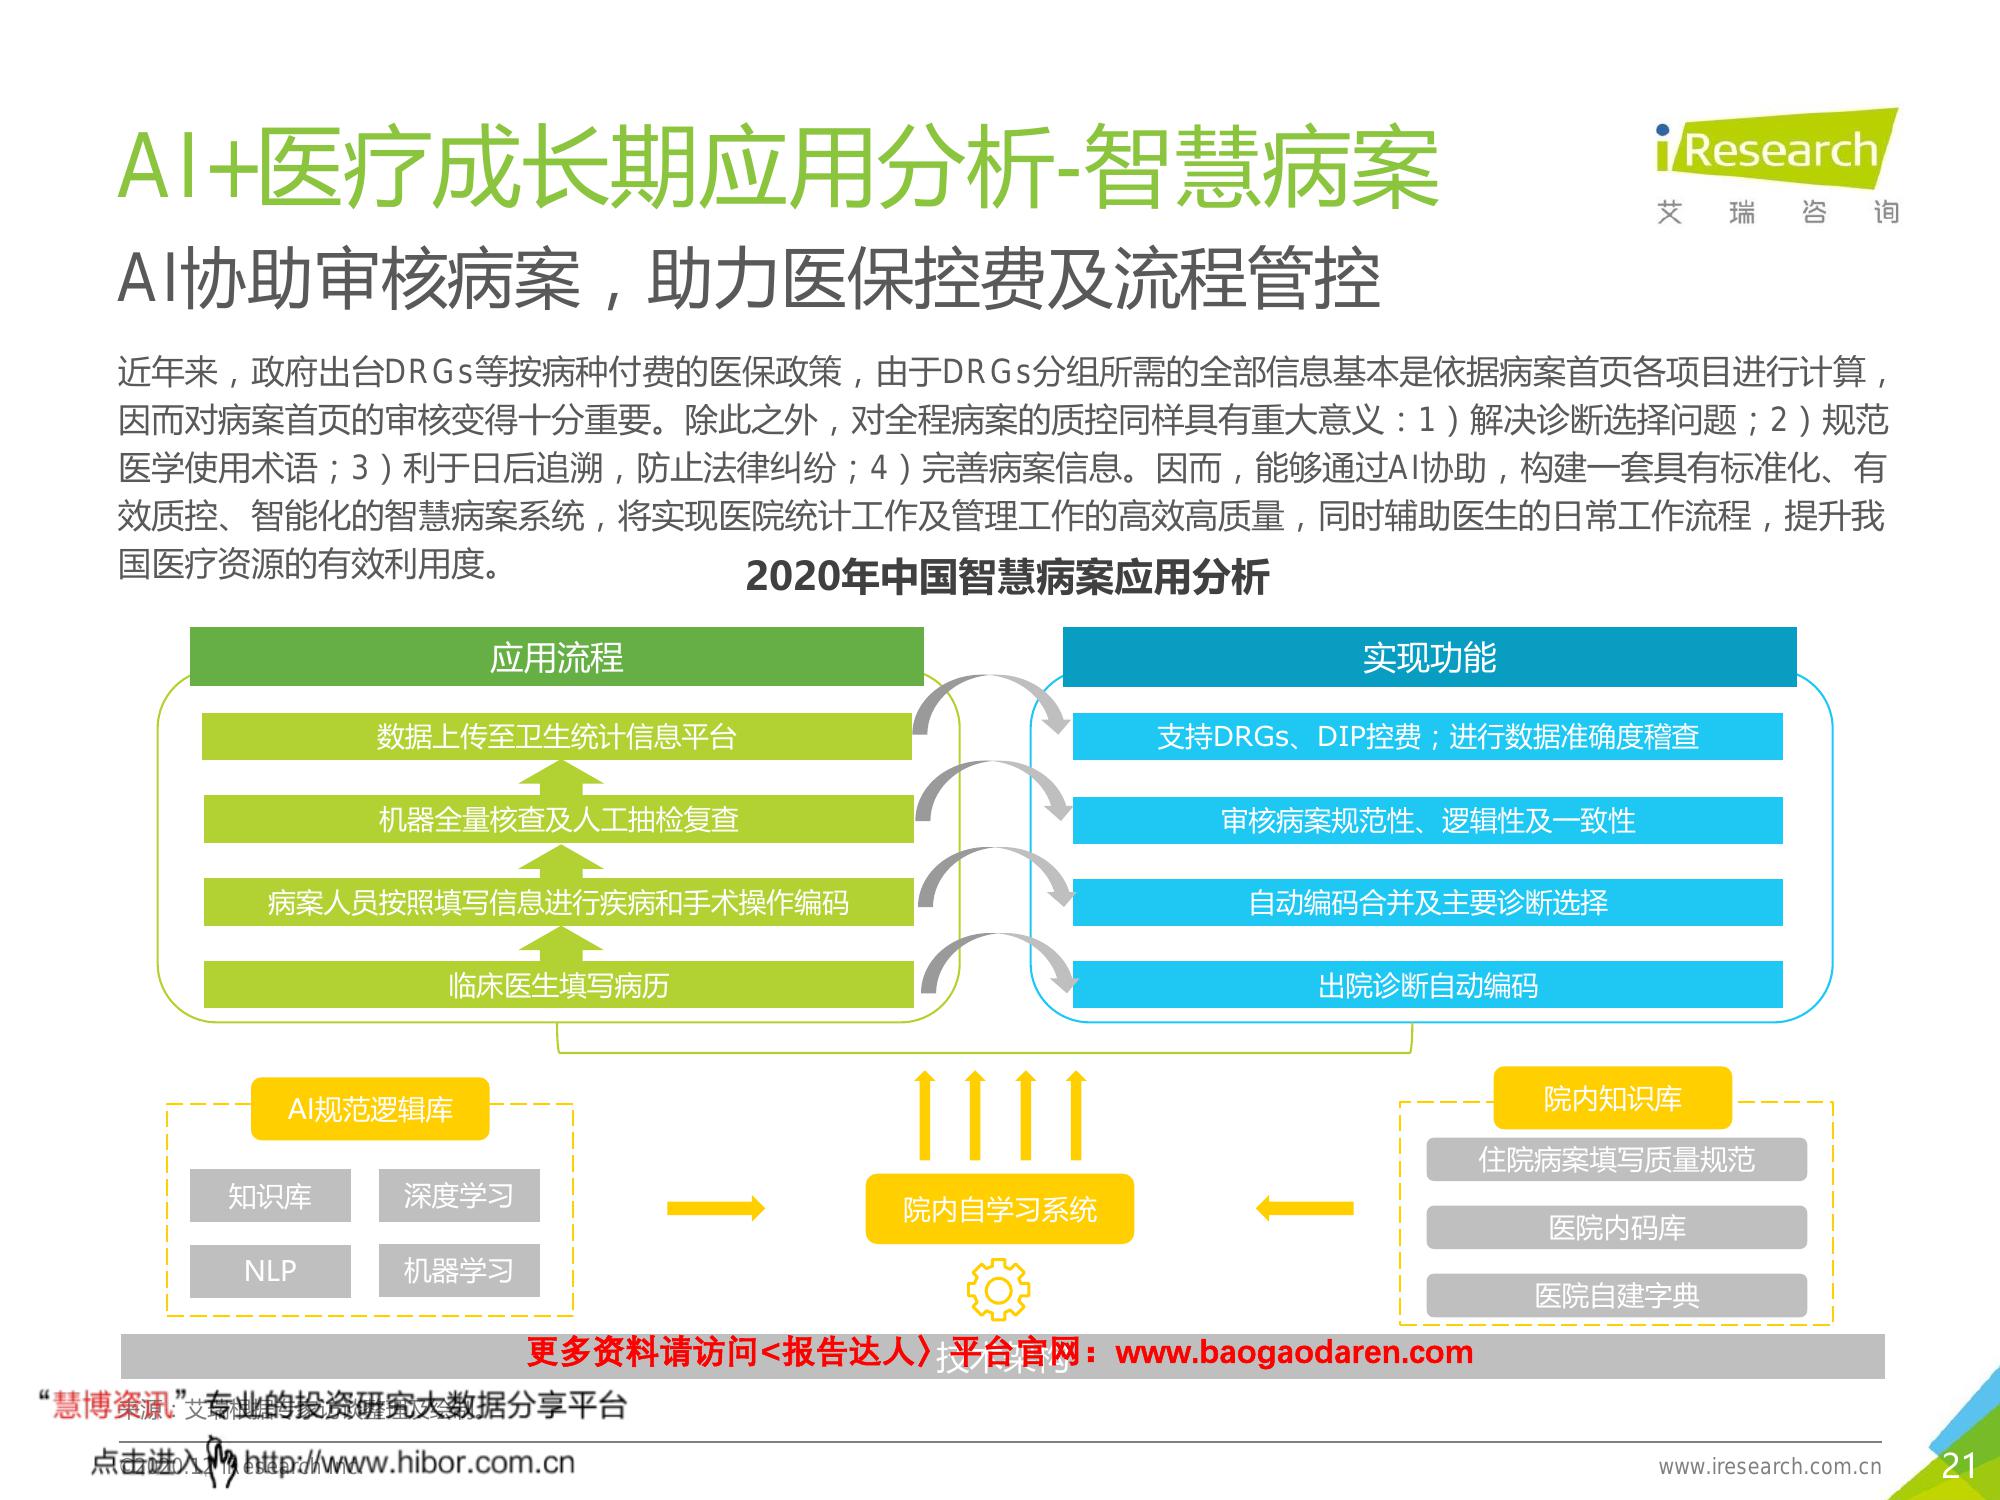 AI+医疗成长期应用分析-智慧病案
iResearch
艾瑞咨询
AI协助审核病案，助力医保控费及流程管控
近年来，政府出台DRGs等按病种付费的医保政策，由于DRGs分组所需的全部信息基本是依据病案首页各项目进行计算，
因而对病案首页的审核变得十分重要。除此之外，对全程病案的质控同样具有重大意义：1）解决诊断选择问题；2）规范
医学使用术语；3）利于日后追溯，防止法律纠纷；4）完善病案信息。因而，能够通过AI协助，构建一套具有标准化、有
效质控、智能化的智慧病案系统，将实现医院统计工作及管理工作的高效高质量，同时辅助医生的日常工作流程，提升我
国医疗资源的有效利用度。
2020年中国智慧病案应用分析
应用流程
数据上传至卫生统计信息平台
机器全量核查及人工抽检复查
病案人员按照填写信息进行疾病和手术操作编码
临床医生填写病历
实现功能
支持DRGs、DIP控费；进行数据准确度稽查
审核病案规范性、逻辑性及一致性
自动编码合并及主要诊断选择
出院诊断自动编码
AI规范逻辑库
知识库
深度学习
NLP
机器学习
院内自学习系统
院内知识库
住院病案填写质量规范
医院内码库
医院自建字典
技术架构
更多资料请访问<报告达人〉平台官网：www.baogaodaren.com
“慧博资讯”专业的投资研究大数据分享平台
来源：艾瑞根据专家访谈整理及绘制。
点击进入 http://www.hibor.com.cn
©2020.12 iResearch Inc.
www.iresearch.com.cn
21